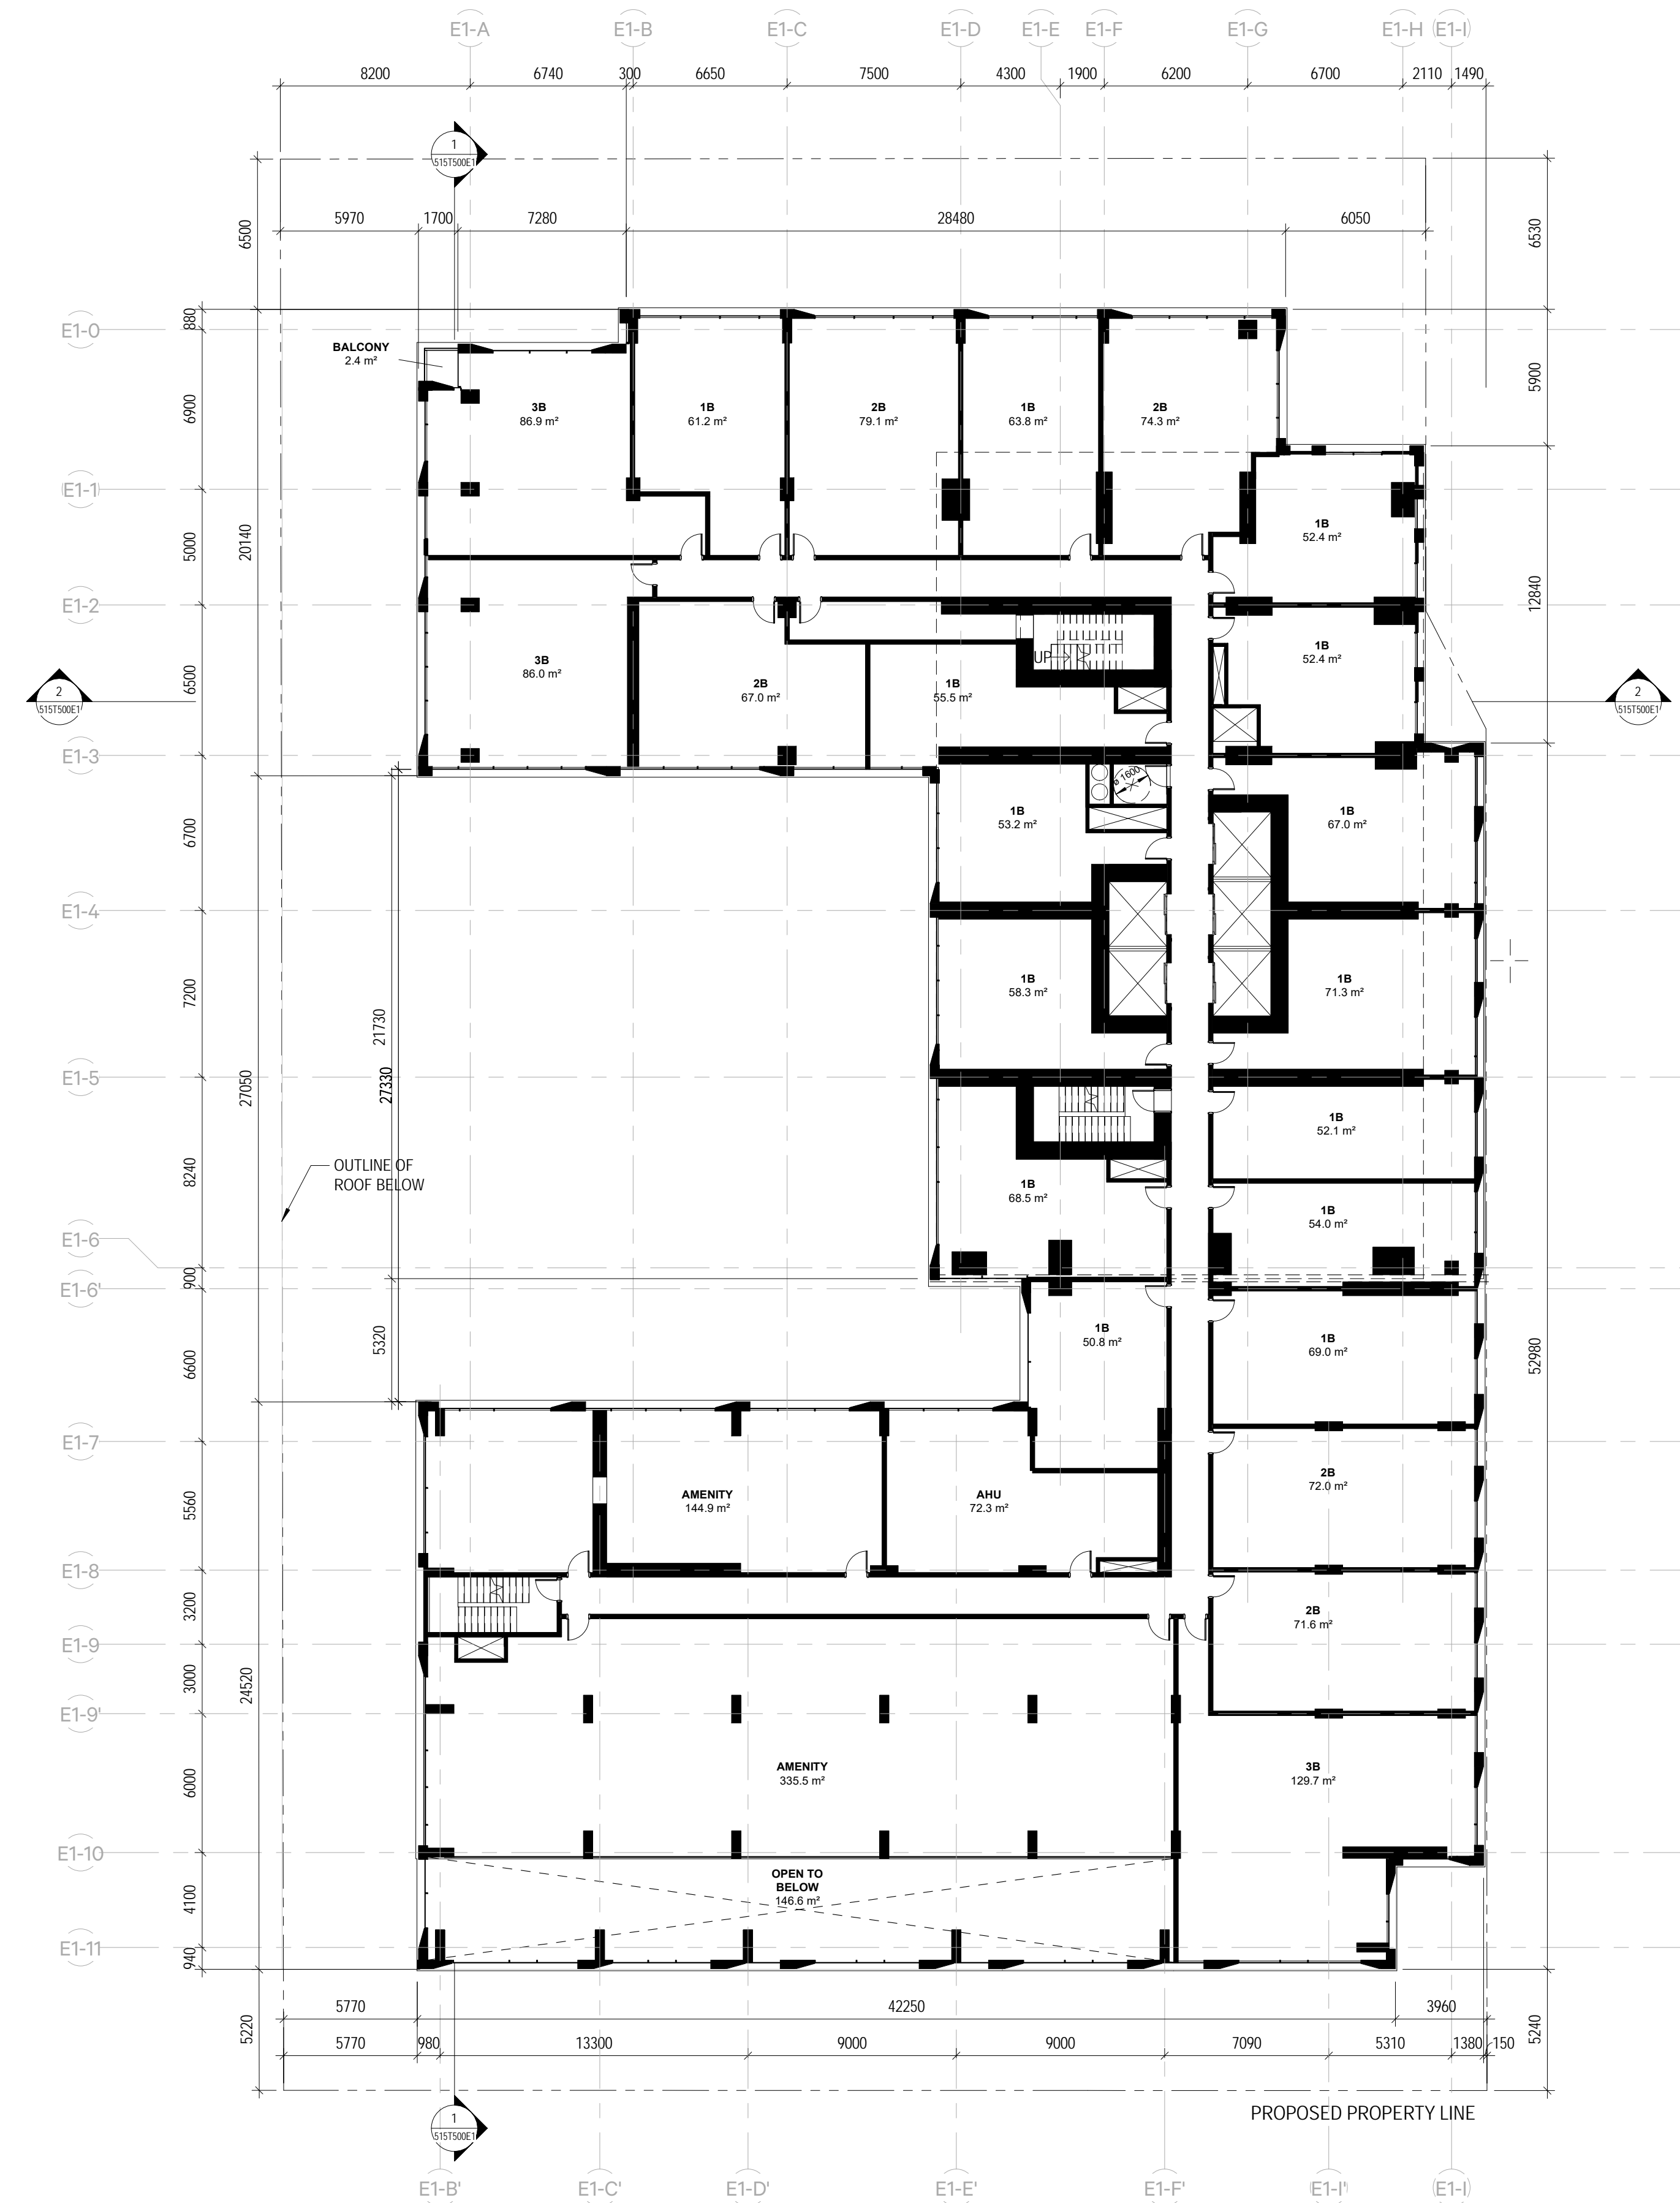 E1-A E1-B E1-C E1-D E1-E E1-F E1-G E1-H E1-I
8200 6740 300 6650 7500 4300 1900 6200 6700 2110 1490
1
515T500E1
5970 1700 7280 28480 6050
6500
6530
880
E1-0
BALCONY
2.4 m²
3B
86.9 m²
1B
61.2 m²
2B
79.1 m²
1B
63.8 m²
2B
74.3 m²
6900
5900
E1-1
1B
52.4 m²
5000
20140
12840
E1-2
3B
86.0 m²
2B
67.0 m²
1B
55.5 m²
UP
1B
52.4 m²
6500
2
515T500E1
2
515T500E1
E1-3
ø 1600
1B
53.2 m²
1B
67.0 m²
6700
E1-4
1B
58.3 m²
1B
71.3 m²
7200
21730
27050
27330
E1-5
1B
52.1 m²
OUTLINE OF
ROOF BELOW
8240
1B
68.5 m²
1B
54.0 m²
E1-6
900
E1-6'
5320
6600
1B
50.8 m²
1B
69.0 m²
52980
E1-7
AMENITY
144.9 m²
AHU
72.3 m²
2B
72.0 m²
5560
E1-8
3200
2B
71.6 m²
E1-9
3000
24520
E1-9'
AMENITY
335.5 m²
3B
129.7 m²
6000
E1-10
OPEN TO
BELOW
146.6 m²
4100
E1-11
940
5770 42250 3960
5220
5240
5770 980 13300 9000 9000 7090 5310 1380 150
1
515T500E1
PROPOSED PROPERTY LINE
E1-B' E1-C' E1-D' E1-E' E1-F' E1-I' E1-I